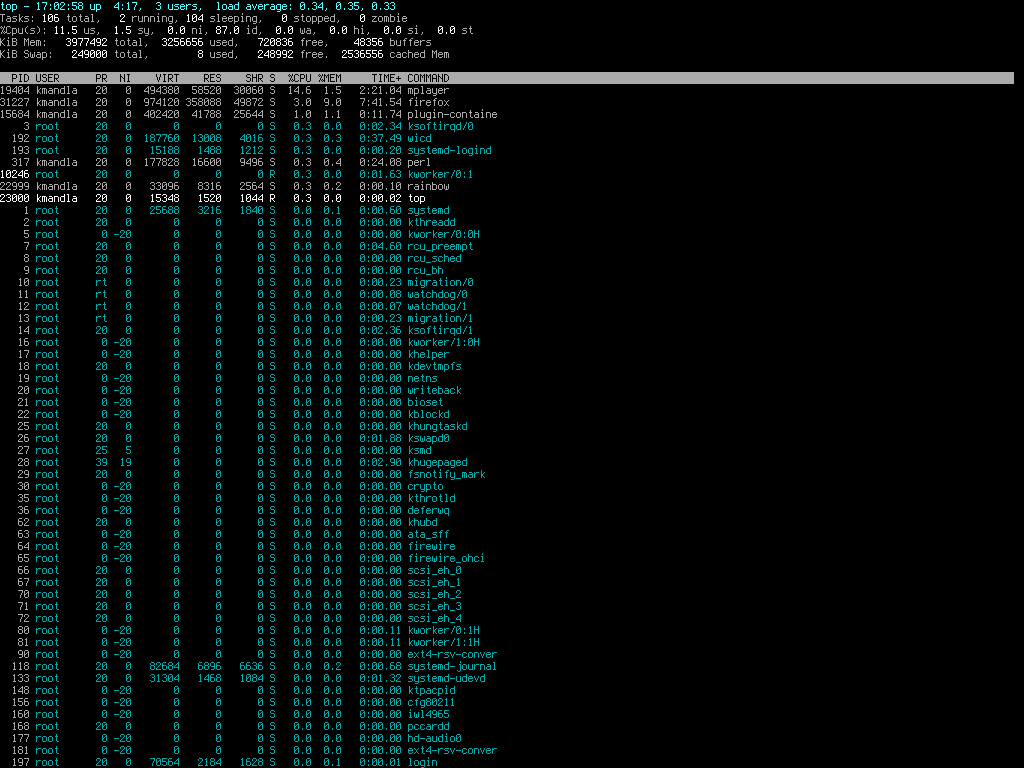 top - 17:02:58 up  4:17,  3 users,  load average: 0.34, 0.35, 0.33
Tasks: 106 total,   2 running, 104 sleeping,   0 stopped,   0 zombie
%Cpu(s): 11.5 us,  1.5 sy,  0.0 ni, 87.0 id,  0.0 wa,  0.0 hi,  0.0 si,  0.0 st
KiB Mem:   3977492 total,  3256656 used,   720836 free,    48356 buffers
KiB Swap:   249000 total,        8 used,   248992 free.  2536556 cached Mem
PID USER      PR  NI    VIRT    RES    SHR S  %CPU %MEM     TIME+ COMMAND
19404 kmandla   20   0  494380  58520  30060 S  14.6  1.5   2:21.04 mplayer
31227 kmandla   20   0  974120 358088  49872 S   3.0  9.0   7:41.54 firefox
15684 kmandla   20   0  402420  41788  25644 S   1.0  1.1   0:11.74 plugin-containe
3 root      20   0       0      0      0 S   0.3  0.0   0:02.34 ksoftirqd/0
192 root      20   0  187760  13008   4016 S   0.3  0.3   0:37.49 wicd
193 root      20   0   15188   1488   1212 S   0.3  0.0   0:00.20 systemd-logind
317 kmandla   20   0  177828  16600   9496 S   0.3  0.4   0:24.08 perl
10246 root      20   0       0      0      0 R   0.3  0.0   0:01.63 kworker/0:1
22999 kmandla   20   0   33096   8316   2564 S   0.3  0.2   0:00.10 rainbow
23000 kmandla   20   0   15348   1520   1044 R   0.3  0.0   0:00.02 top
1 root      20   0   25688   3216   1840 S   0.0  0.1   0:00.60 systemd
2 root      20   0       0      0      0 S   0.0  0.0   0:00.00 kthreadd
5 root       0 -20       0      0      0 S   0.0  0.0   0:00.00 kworker/0:0H
7 root      20   0       0      0      0 S   0.0  0.0   0:04.60 rcu_preempt
8 root      20   0       0      0      0 S   0.0  0.0   0:00.00 rcu_sched
9 root      20   0       0      0      0 S   0.0  0.0   0:00.00 rcu_bh
10 root      rt   0       0      0      0 S   0.0  0.0   0:00.23 migration/0
11 root      rt   0       0      0      0 S   0.0  0.0   0:00.08 watchdog/0
12 root      rt   0       0      0      0 S   0.0  0.0   0:00.07 watchdog/1
13 root      rt   0       0      0      0 S   0.0  0.0   0:00.23 migration/1
14 root      20   0       0      0      0 S   0.0  0.0   0:02.36 ksoftirqd/1
16 root       0 -20       0      0      0 S   0.0  0.0   0:00.00 kworker/1:0H
17 root       0 -20       0      0      0 S   0.0  0.0   0:00.00 khelper
18 root      20   0       0      0      0 S   0.0  0.0   0:00.00 kdevtmpfs
19 root       0 -20       0      0      0 S   0.0  0.0   0:00.00 netns
20 root       0 -20       0      0      0 S   0.0  0.0   0:00.00 writeback
21 root       0 -20       0      0      0 S   0.0  0.0   0:00.00 bioset
22 root       0 -20       0      0      0 S   0.0  0.0   0:00.00 kblockd
25 root      20   0       0      0      0 S   0.0  0.0   0:00.00 khungtaskd
26 root      20   0       0      0      0 S   0.0  0.0   0:01.88 kswapd0
27 root      25   5       0      0      0 S   0.0  0.0   0:00.00 ksmd
28 root      39  19       0      0      0 S   0.0  0.0   0:02.90 khugepaged
29 root      20   0       0      0      0 S   0.0  0.0   0:00.00 fsnotify_mark
30 root       0 -20       0      0      0 S   0.0  0.0   0:00.00 crypto
35 root       0 -20       0      0      0 S   0.0  0.0   0:00.00 kthrotld
36 root       0 -20       0      0      0 S   0.0  0.0   0:00.00 deferwq
62 root      20   0       0      0      0 S   0.0  0.0   0:00.00 khubd
63 root       0 -20       0      0      0 S   0.0  0.0   0:00.00 ata_sff
64 root       0 -20       0      0      0 S   0.0  0.0   0:00.00 firewire
65 root       0 -20       0      0      0 S   0.0  0.0   0:00.00 firewire_ohci
66 root      20   0       0      0      0 S   0.0  0.0   0:00.00 scsi_eh_0
67 root      20   0       0      0      0 S   0.0  0.0   0:00.00 scsi_eh_1
70 root      20   0       0      0      0 S   0.0  0.0   0:00.00 scsi_eh_2
71 root      20   0       0      0      0 S   0.0  0.0   0:00.00 scsi_eh_3
72 root      20   0       0      0      0 S   0.0  0.0   0:00.00 scsi_eh_4
80 root       0 -20       0      0      0 S   0.0  0.0   0:00.11 kworker/0:1H
81 root       0 -20       0      0      0 S   0.0  0.0   0:00.11 kworker/1:1H
90 root       0 -20       0      0      0 S   0.0  0.0   0:00.00 ext4-rsv-conver
118 root      20   0   82684   6896   6636 S   0.0  0.2   0:00.68 systemd-journal
133 root      20   0   31304   1468   1084 S   0.0  0.0   0:01.32 systemd-udevd
148 root       0 -20       0      0      0 S   0.0  0.0   0:00.00 ktpacpid
156 root       0 -20       0      0      0 S   0.0  0.0   0:00.00 cfg80211
160 root       0 -20       0      0      0 S   0.0  0.0   0:00.00 iwl4965
168 root      20   0       0      0      0 S   0.0  0.0   0:00.00 pccardd
177 root       0 -20       0      0      0 S   0.0  0.0   0:00.00 hd-audio0
181 root       0 -20       0      0      0 S   0.0  0.0   0:00.00 ext4-rsv-conver
197 root      20   0   70564   2184   1628 S   0.0  0.1   0:00.01 login